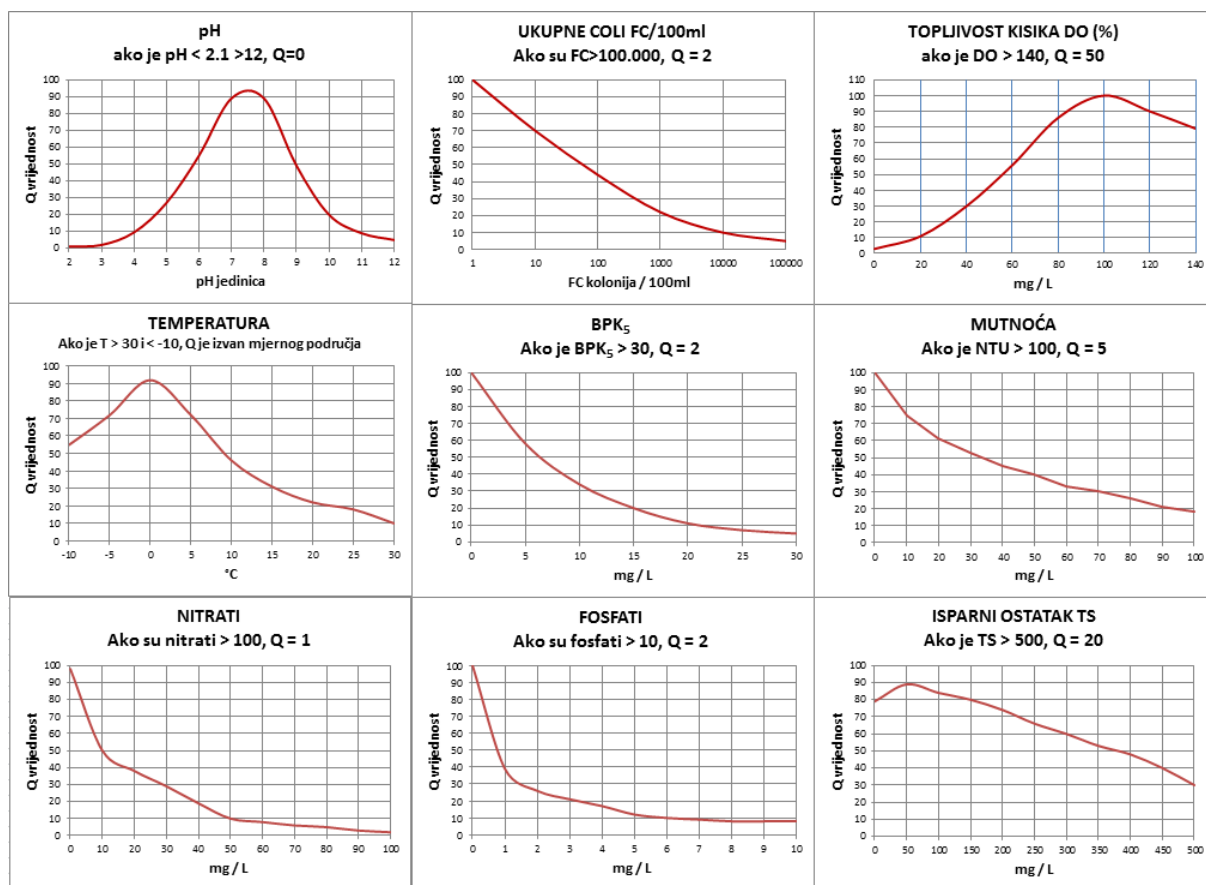 pH
ako je pH < 2.1 >12, Q=0
Q vrijednost
100
90
80
70
60
50
40
30
20
10
0
2 3 4 5 6 7 8 9 10 11 12
pH jedinica
UKUPNE COLI FC/100ml
Ako su FC>100.000, Q = 2
Q vrijednost
100
90
80
70
60
50
40
30
20
10
0
1 10 100 1000 10000 100000
FC kolonija / 100ml
TOPLJIVOST KISIKA DO (%)
ako je DO > 140, Q = 50
Q vrijednost
110
100
90
80
70
60
50
40
30
20
10
0
0 20 40 60 80 100 120 140
mg / L
TEMPERATURA
Ako je T > 30 i < -10, Q je izvan mjernog područja
Q vrijednost
100
90
80
70
60
50
40
30
20
10
0
-10 -5 0 5 10 15 20 25 30
°C
BPK₅
Ako je BPK₅ > 30, Q = 2
Q vrijednost
100
90
80
70
60
50
40
30
20
10
0
0 5 10 15 20 25 30
mg / L
MUTNOĆA
Ako je NTU > 100, Q = 5
Q vrijednost
100
90
80
70
60
50
40
30
20
10
0
0 10 20 30 40 50 60 70 80 90 100
mg / L
NITRATI
Ako su nitrati > 100, Q = 1
Q vrijednost
100
90
80
70
60
50
40
30
20
10
0
0 10 20 30 40 50 60 70 80 90 100
mg / L
FOSFATI
Ako su fosfati > 10, Q = 2
Q vrijednost
100
90
80
70
60
50
40
30
20
10
0
0 1 2 3 4 5 6 7 8 9 10
mg / L
ISPARNI OSTATAK TS
Ako je TS > 500, Q = 20
Q vrijednost
100
90
80
70
60
50
40
30
20
10
0
0 50 100 150 200 250 300 350 400 450 500
mg / L